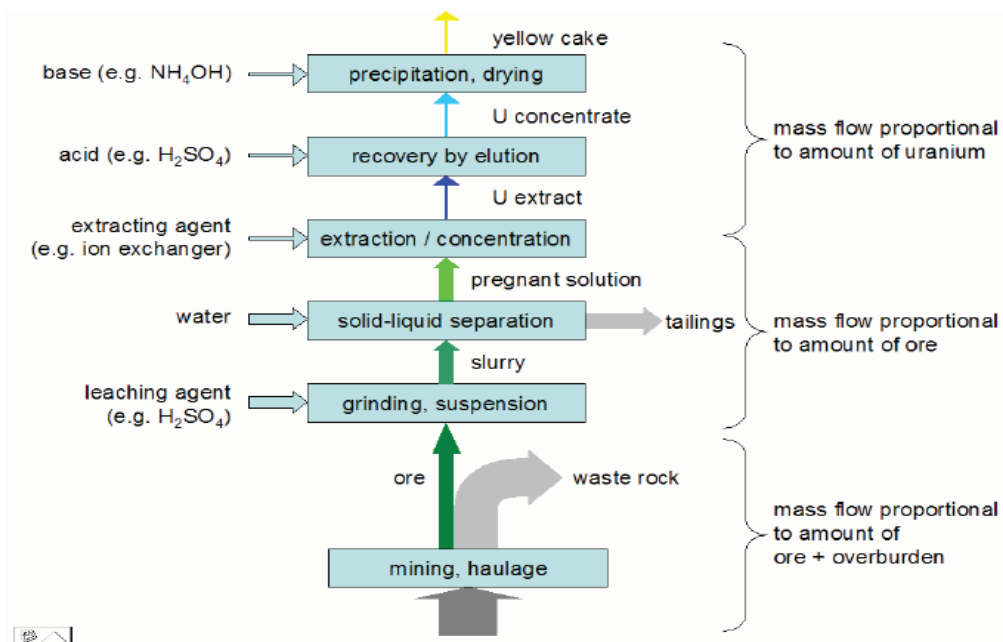 yellow cake
base (e.g. NH₄OH)
precipitation, drying
U concentrate
mass flow proportional
to amount of uranium
acid (e.g. H₂SO₄)
recovery by elution
U extract
extracting agent
(e.g. ion exchanger)
extraction / concentration
pregnant solution
water
solid-liquid separation
tailings
mass flow proportional
to amount of ore
slurry
leaching agent
(e.g. H₂SO₄)
grinding, suspension
ore
waste rock
mass flow proportional
to amount of
ore + overburden
mining, haulage